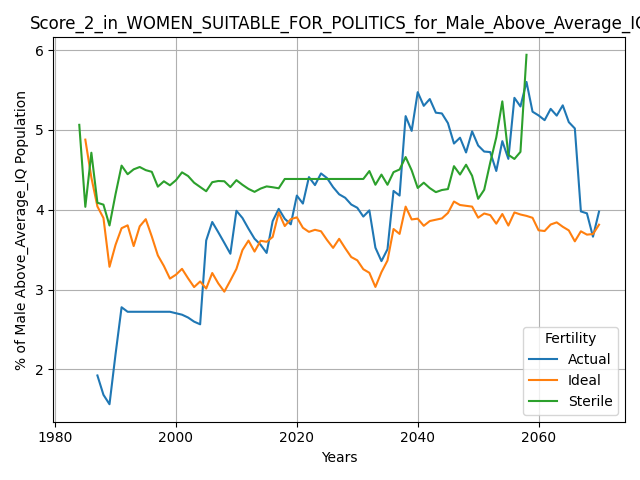 Score_2_in_WOMEN_SUITABLE_FOR_POLITICS_for_Male_Above_Average_IQ
% of Male Above_Average_IQ Population
6
5
4
3
2
1980
2000
2020
2040
2060
Years
Fertility
Actual
Ideal
Sterile